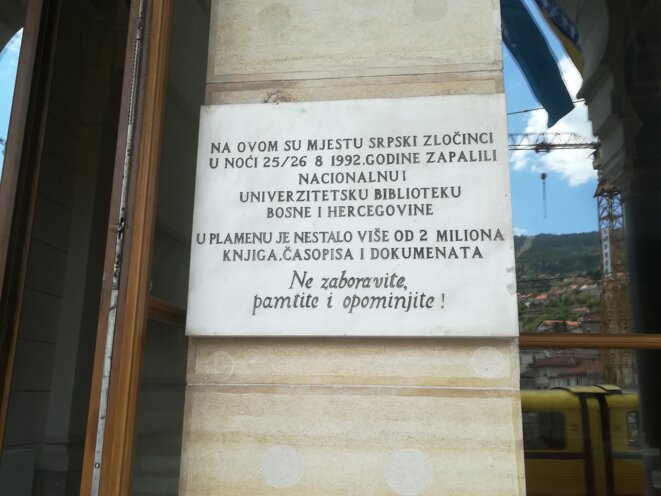 NA OVOM SU MJESTU SRPSKI ZLOČINCI
U NOĆI 25/26 8 1992.GODINE ZAPALILI
NACIONALNU I
UNIVERZITETSKU BIBLIOTEKU
BOSNE I HERCEGOVINE
U PLAMENU JE NESTALO VIŠE OD 2 MILIONA
KNJIGA,ČASOPISA I DOKUMENATA
Ne zaboravite,
pamtite i opominjite !